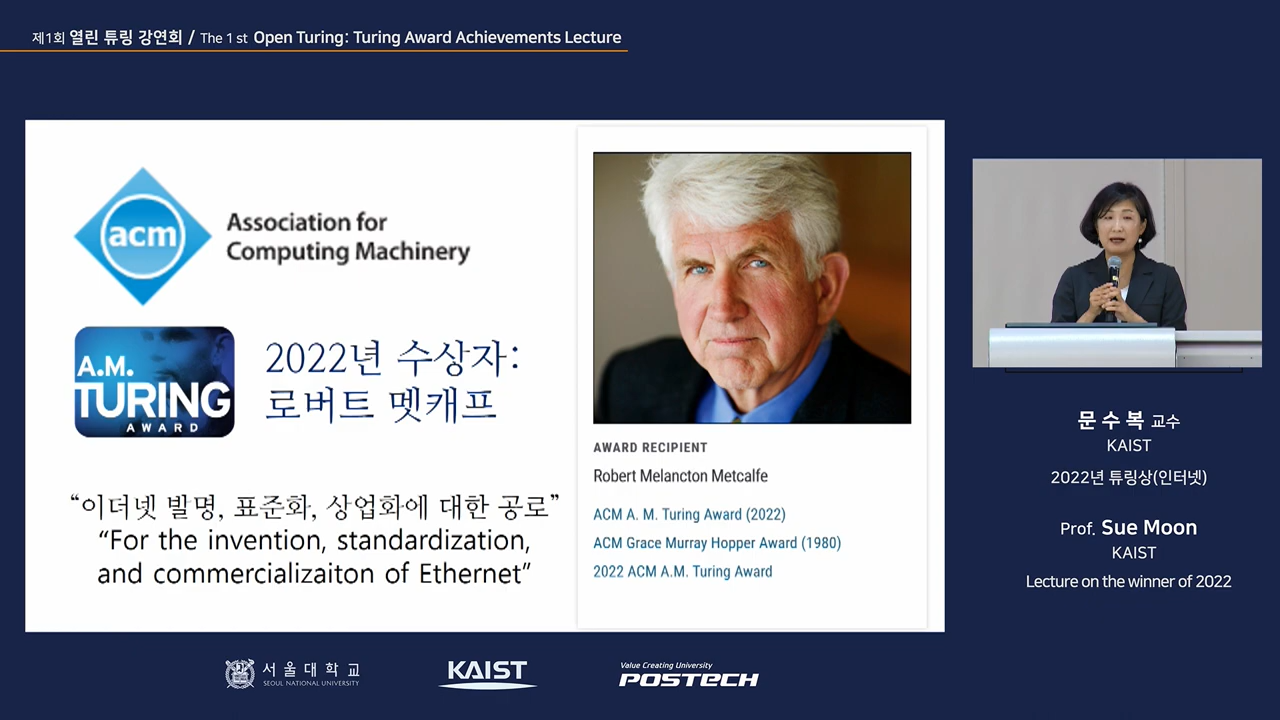 제1회 열린 튜링 강연회 / The 1 st Open Turing: Turing Award Achievements Lecture
acm
Association for
Computing Machinery
A.M.
TURING
AWARD
2022년 수상자:
로버트 멧캐프
“이더넷 발명, 표준화, 상업화에 대한 공로”
“For the invention, standardization,
and commercializaiton of Ethernet”
AWARD RECIPIENT
Robert Melancton Metcalfe
ACM A. M. Turing Award (2022)
ACM Grace Murray Hopper Award (1980)
2022 ACM A.M. Turing Award
문 수 복 교수
KAIST
2022년 튜링상(인터넷)
Prof. Sue Moon
KAIST
Lecture on the winner of 2022
서울대학교
SEOUL NATIONAL UNIVERSITY
KAIST
Value Creating University
POSTECH